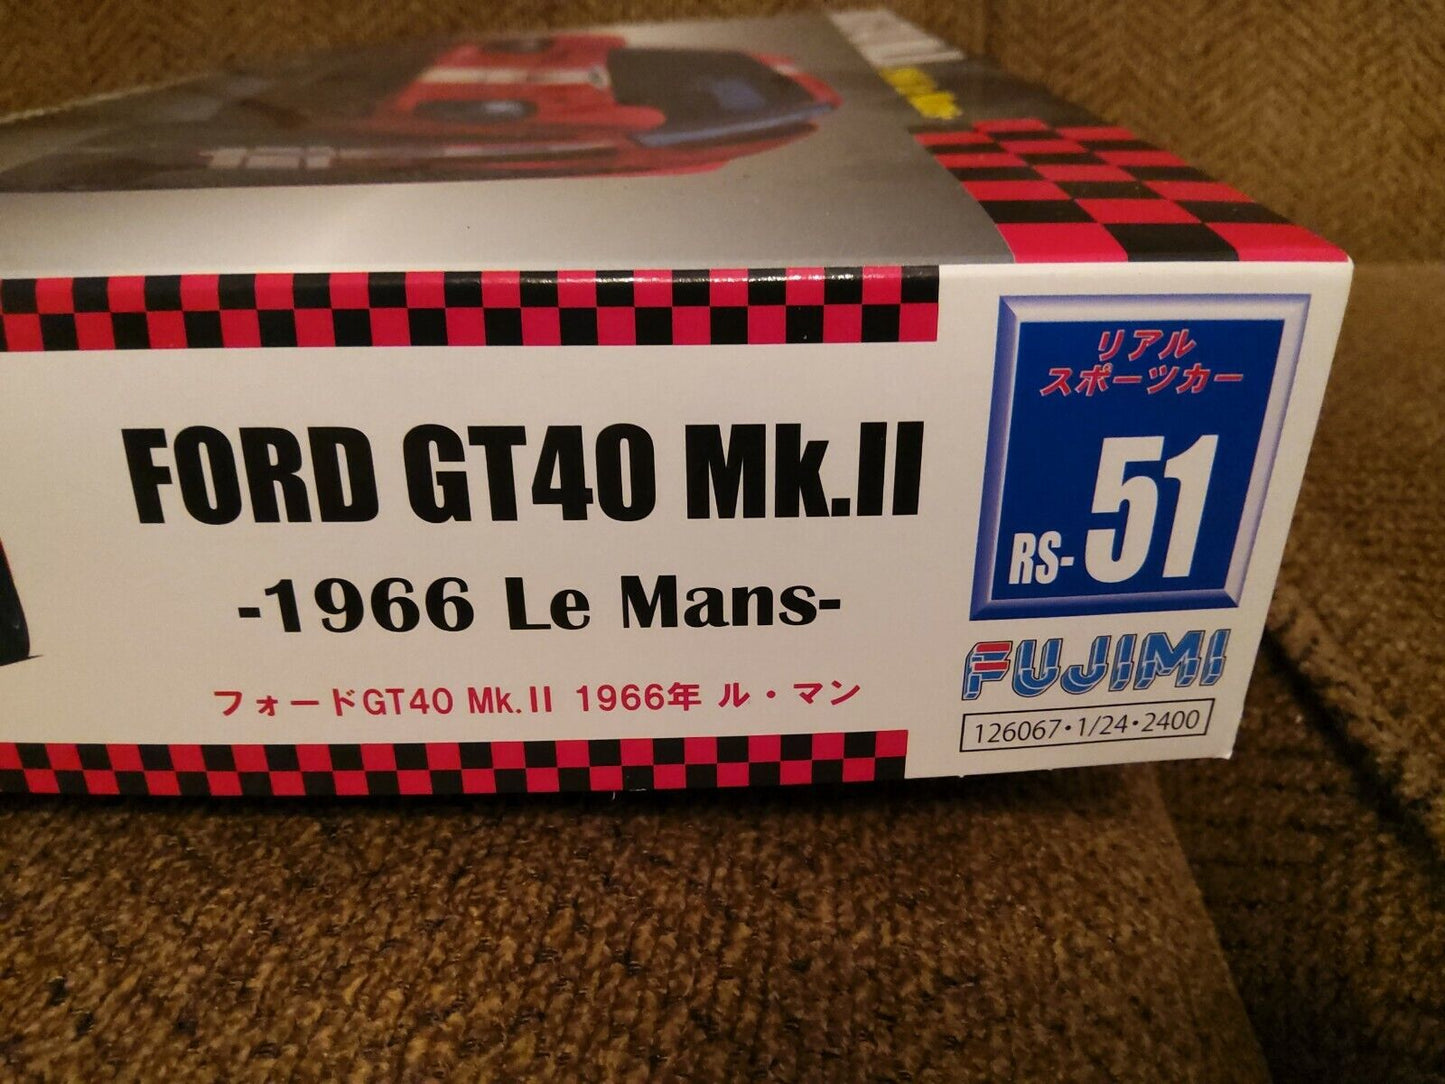 FORD GT40 Mk.II
-1966 Le Mans-
フォードGT40 Mk.II 1966年 ル・マン
リアル
スポーツカー
RS-51
FUJIMI
126067・1/24・2400